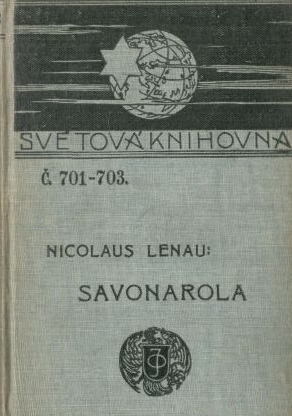 SVĚTOVÁ KNIHOVNA
Č. 701-703.
NICOLAUS LENAU:
SAVONAROLA